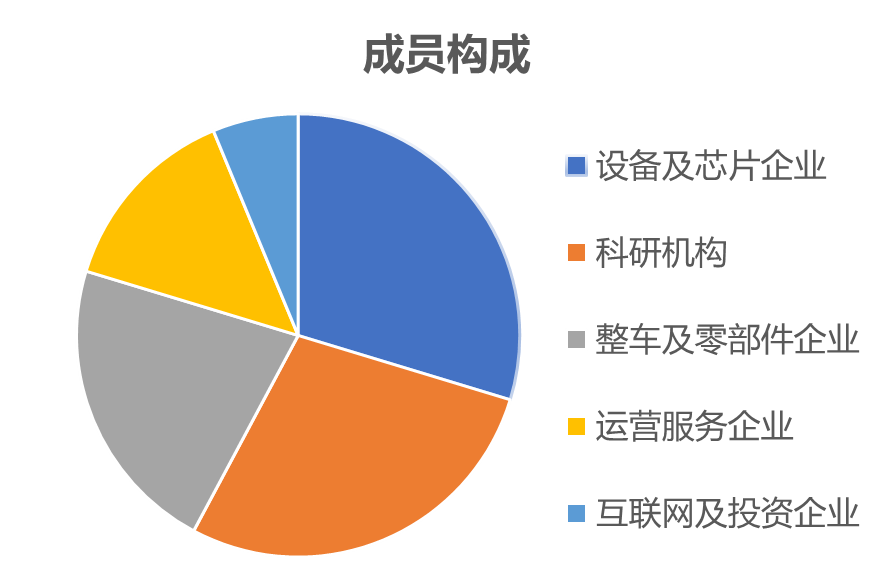 成员构成
设备及芯片企业
科研机构
整车及零部件企业
运营服务企业
互联网及投资企业